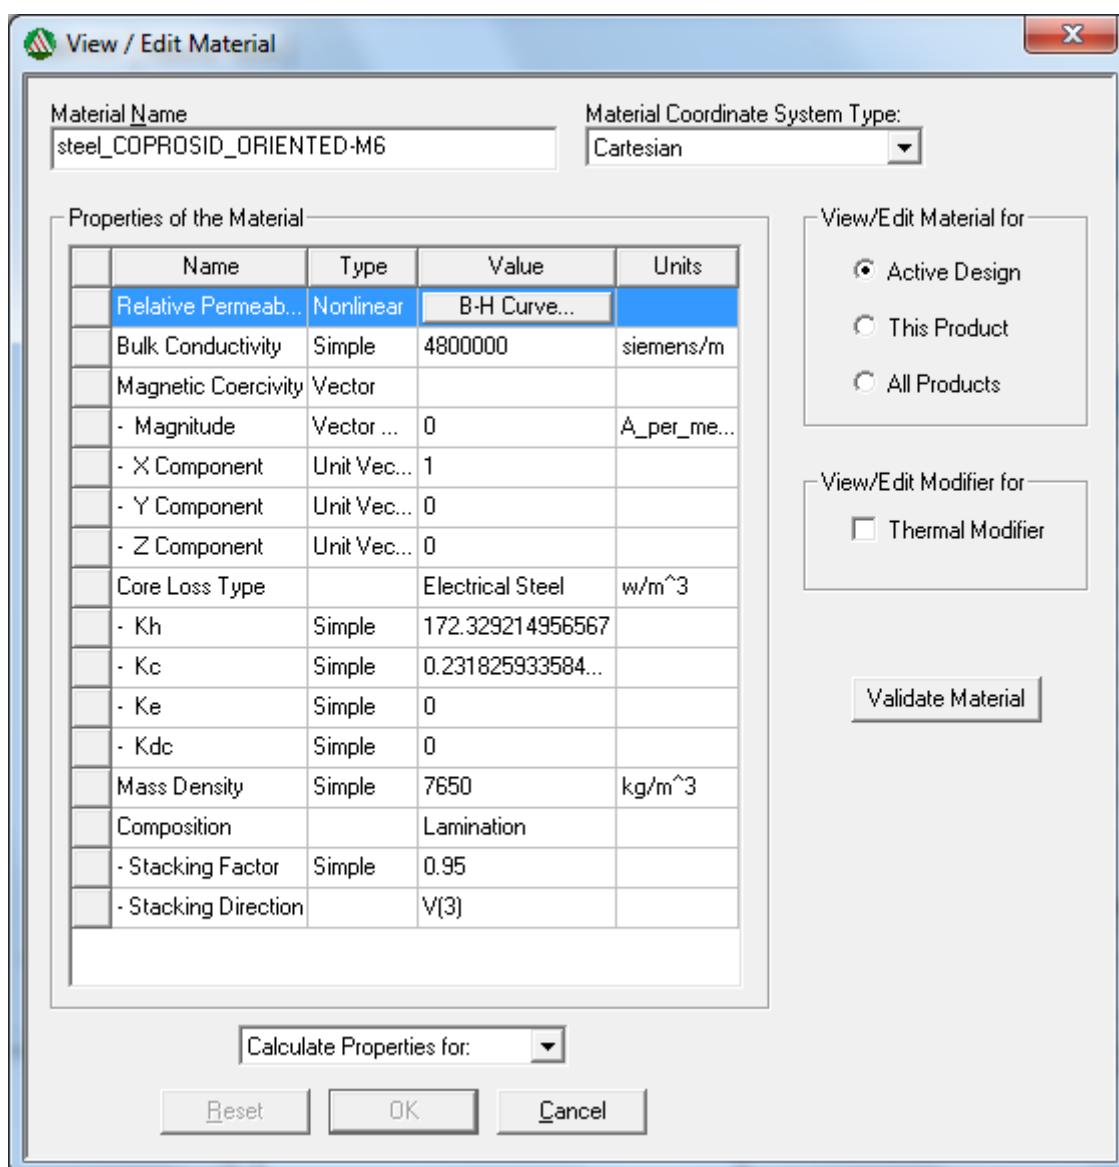 View / Edit Material
Material Name
Material Coordinate System Type:
steel_COPROSID_ORIENTED-M6
Cartesian
Properties of the Material
Name Type Value Units
Relative Permeab... Nonlinear B-H Curve...
Bulk Conductivity Simple 4800000 siemens/m
Magnetic Coercivity Vector
- Magnitude Vector ... 0 A_per_me...
- X Component Unit Vec... 1
- Y Component Unit Vec... 0
- Z Component Unit Vec... 0
Core Loss Type Electrical Steel w/m^3
- Kh Simple 172.329214956567
- Kc Simple 0.231825933584...
- Ke Simple 0
- Kdc Simple 0
Mass Density Simple 7650 kg/m^3
Composition Lamination
- Stacking Factor Simple 0.95
- Stacking Direction V(3)
View/Edit Material for
Active Design
This Product
All Products
View/Edit Modifier for
Thermal Modifier
Validate Material
Calculate Properties for:
Reset OK Cancel